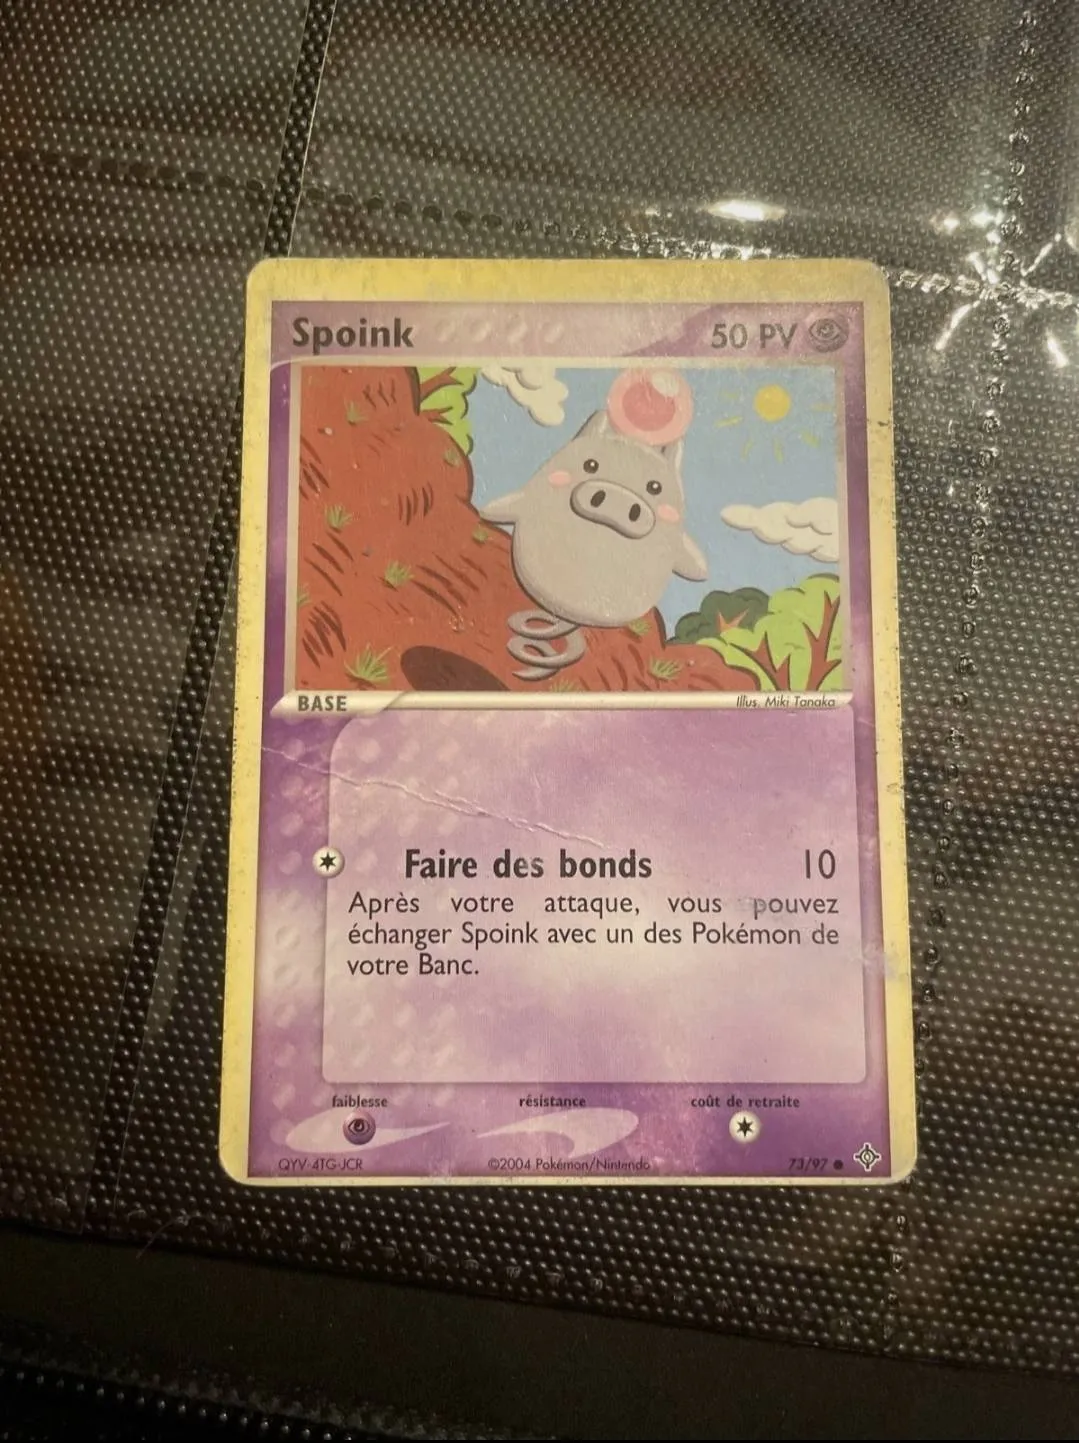 Spoink 50 PV
BASE Illus. Miki Tanaka
Faire des bonds 10
Après votre attaque, vous pouvez
échanger Spoink avec un des Pokémon de
votre Banc.
faiblesse résistance coût de retraite
QYV-4TG-JCR ©2004 Pokémon/Nintendo 73/97